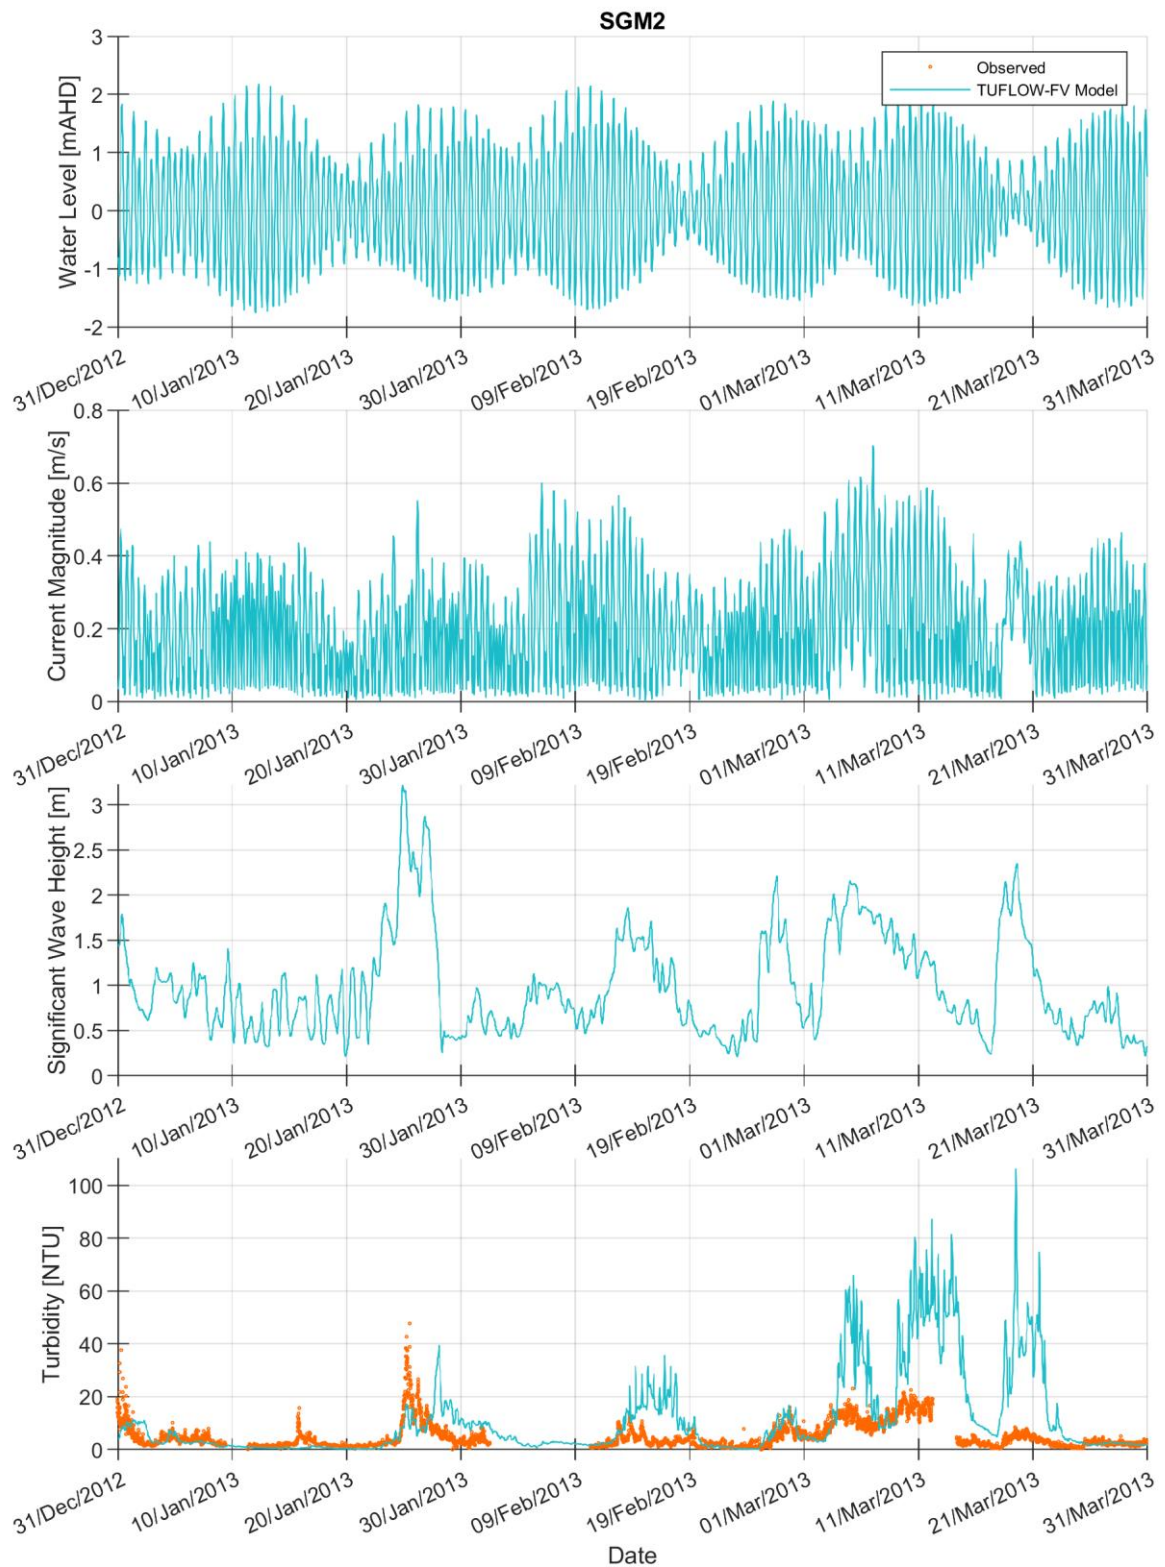 SGM2
Observed
TUFLOW-FV Model
Water Level [mAHD]
3
2
1
0
-1
-2
31/Dec/2012 10/Jan/2013 20/Jan/2013 30/Jan/2013 09/Feb/2013 19/Feb/2013 01/Mar/2013 11/Mar/2013 21/Mar/2013 31/Mar/2013
Current Magnitude [m/s]
0.8
0.6
0.4
0.2
0
31/Dec/2012 10/Jan/2013 20/Jan/2013 30/Jan/2013 09/Feb/2013 19/Feb/2013 01/Mar/2013 11/Mar/2013 21/Mar/2013 31/Mar/2013
Significant Wave Height [m]
3
2.5
2
1.5
1
0.5
0
31/Dec/2012 10/Jan/2013 20/Jan/2013 30/Jan/2013 09/Feb/2013 19/Feb/2013 01/Mar/2013 11/Mar/2013 21/Mar/2013 31/Mar/2013
Turbidity [NTU]
100
80
60
40
20
0
31/Dec/2012 10/Jan/2013 20/Jan/2013 30/Jan/2013 09/Feb/2013 19/Feb/2013 01/Mar/2013 11/Mar/2013 21/Mar/2013 31/Mar/2013
Date